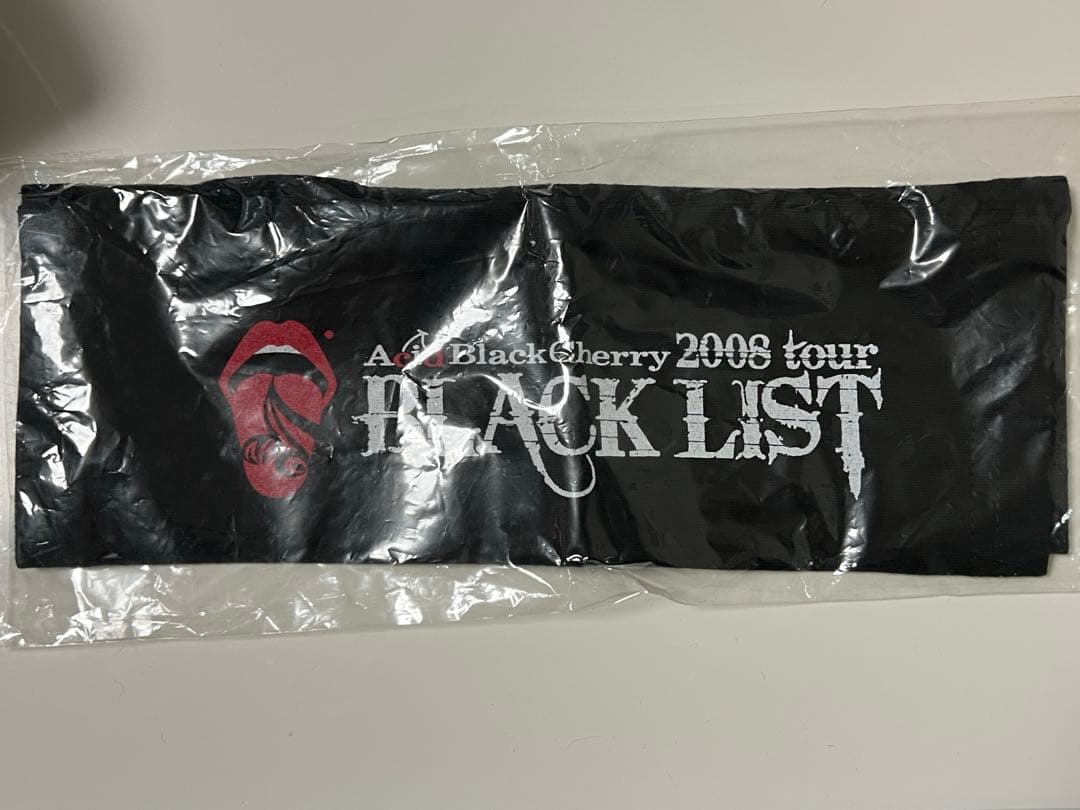 Acid Black Cherry 2008 tour
BLACK LIST